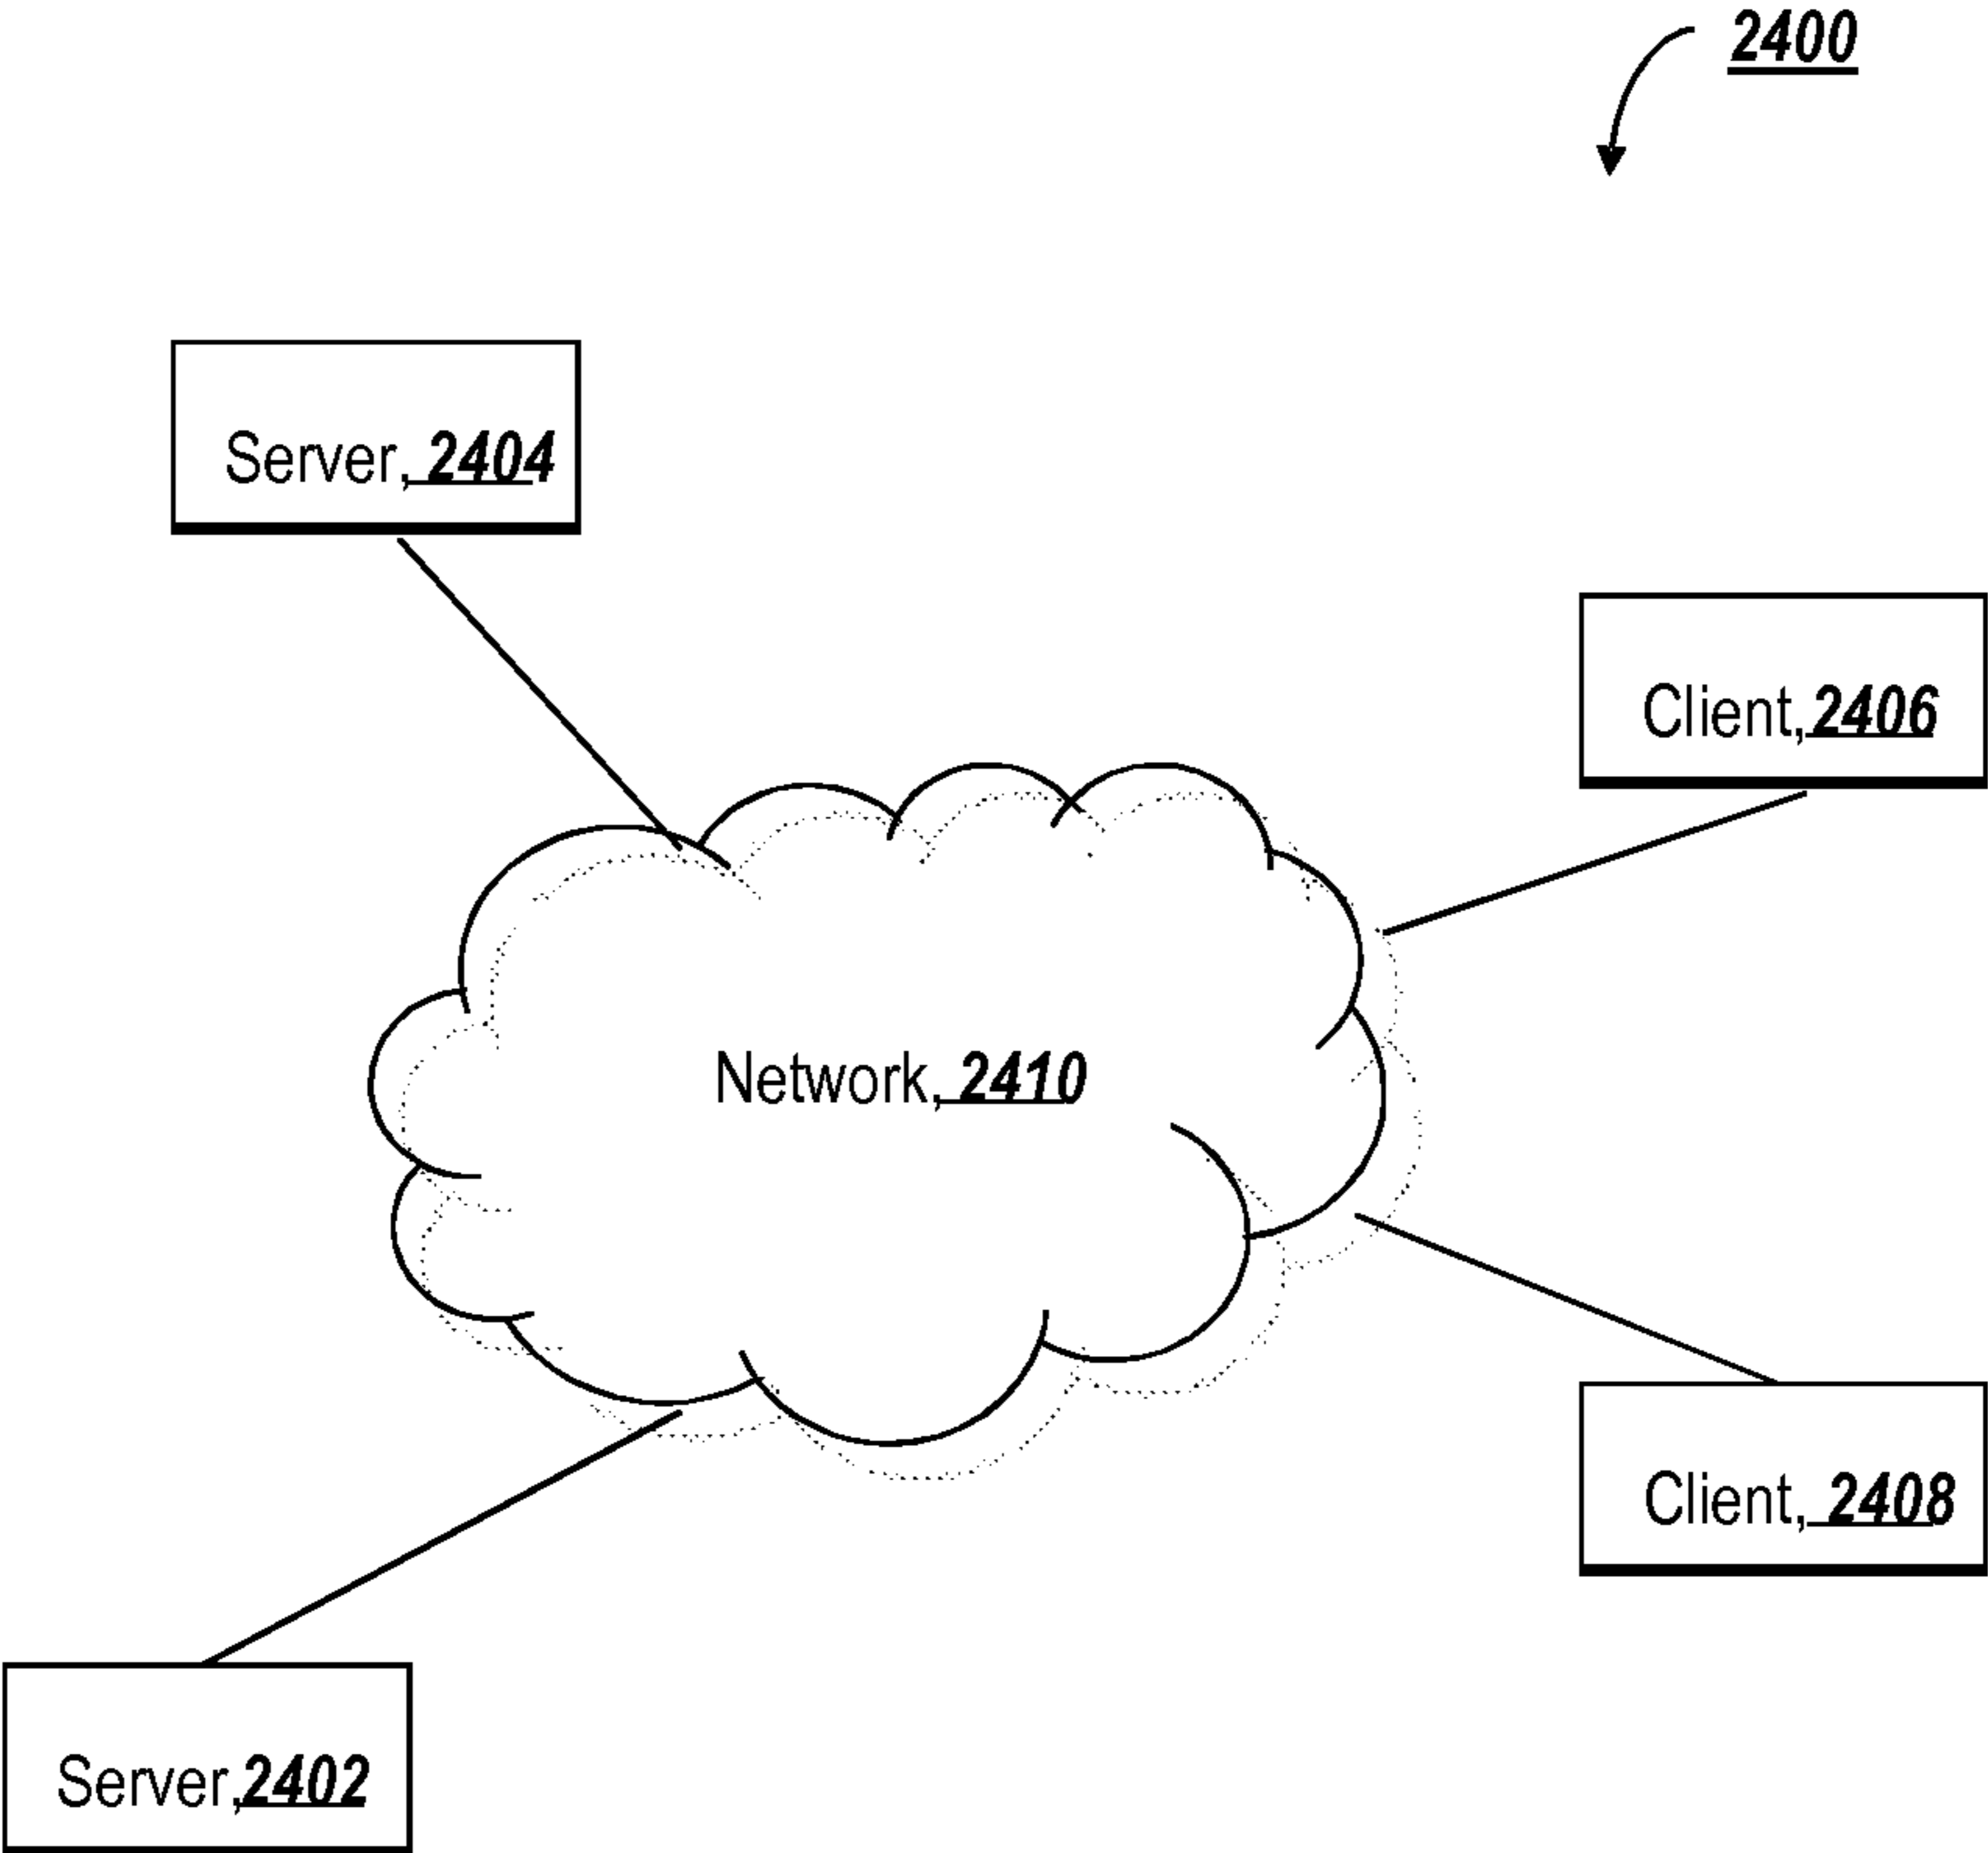 2400
Server, 2404
Client, 2406
Network, 2410
Client, 2408
Server, 2402